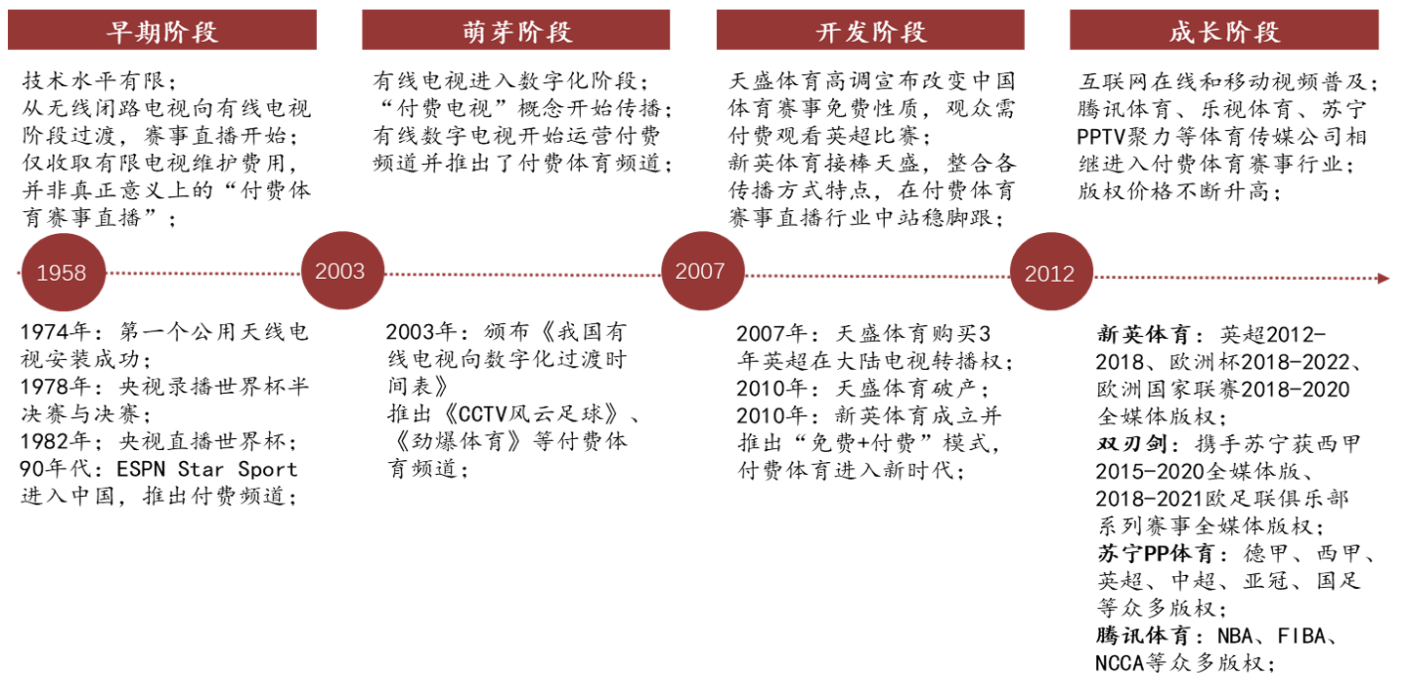 早期阶段
技术水平有限；
从无线闭路电视向有线电视
阶段过渡，赛事直播开始；
仅收取有限电视维护费用，
并非真正意义上的“付费体
育赛事直播”；
萌芽阶段
有线电视进入数字化阶段；
“付费电视”概念开始传播；
有线数字电视开始运营付费
频道并推出了付费体育频道；
开发阶段
天盛体育高调宣布改变中国
体育赛事免费性质，观众需
付费观看英超比赛；
新英体育接棒天盛，整合各
传播方式特点，在付费体育
赛事直播行业中站稳脚跟；
成长阶段
互联网在线和移动视频普及；
腾讯体育、乐视体育、苏宁
PPTV聚力等体育传媒公司相
继进入付费体育赛事行业；
版权价格不断升高；
1958
2003
2007
2012
1974年：第一个公用天线电
视安装成功；
1978年：央视录播世界杯半
决赛与决赛；
1982年；央视直播世界杯；
90年代：ESPN Star Sport
进入中国，推出付费频道；
2003年：颁布《我国有
线电视向数字化过渡时
间表》
推出《CCTV风云足球》、
《劲爆体育》等付费体
育频道；
2007年：天盛体育购买3
年英超在大陆电视转播权；
2010年：天盛体育破产；
2010年：新英体育成立并
推出“免费+付费”模式，
付费体育进入新时代；
新英体育：英超2012-
2018、欧洲杯2018-2022、
欧洲国家联赛2018-2020
全媒体版权；
双刃剑：携手苏宁获西甲
2015-2020全媒体版、
2018-2021欧足联俱乐部
系列赛事全媒体版权；
苏宁PP体育：德甲、西甲、
英超、中超、亚冠、国足
等众多版权；
腾讯体育：NBA、FIBA、
NCCA等众多版权；